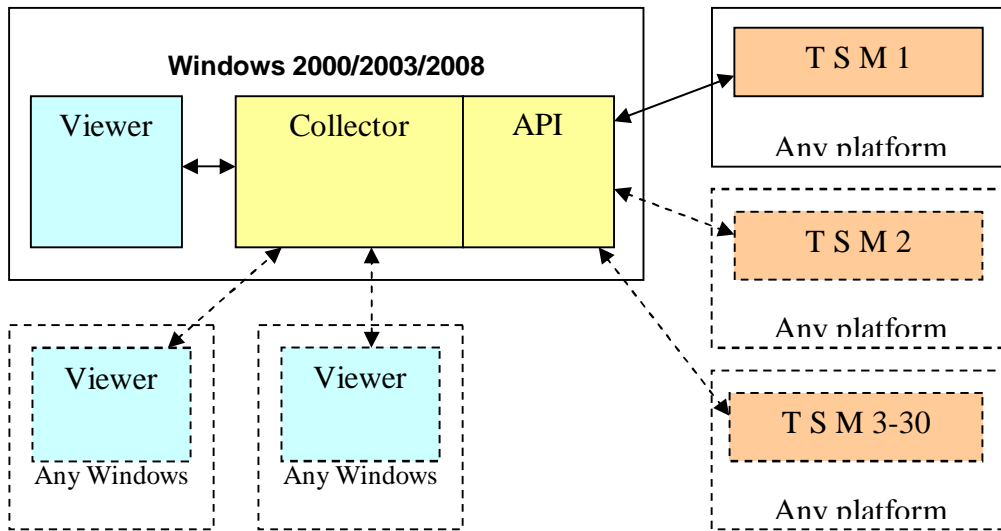 Windows 2000/2003/2008
Viewer
Collector
API
T S M 1
Any platform
T S M 2
Any platform
T S M 3-30
Any platform
Viewer
Any Windows
Viewer
Any Windows